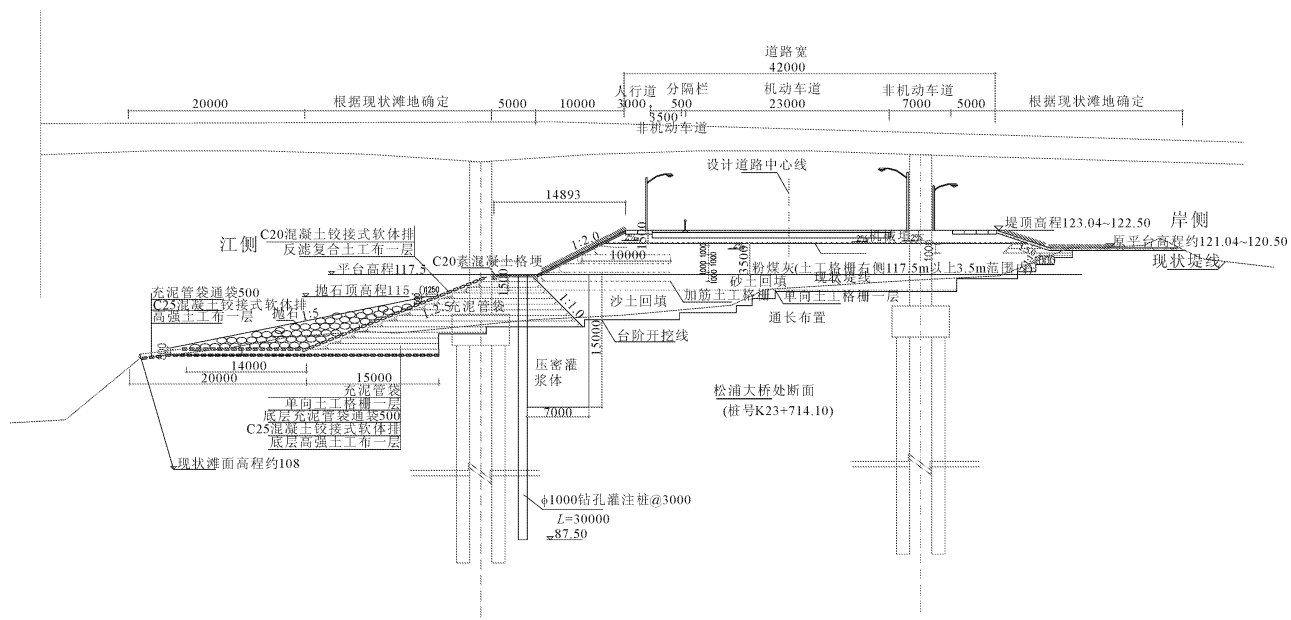 道路宽
42000
人行道 分隔栏 机动车道 非机动车道
20000 根据现状滩地确定 5000 10000 3000 500 23000 7000 5000 根据现状滩地确定
3500
非机动车道
设计道路中心线
14893
堤顶高程123.04~122.50
岸侧
江侧
C20混凝土铰接式软体排
反滤复合土工布一层
1:2.0
原平台高程约121.04~120.50
10000
C20素混凝土格埂
平台高程117.5
3500
1000 1000
1000 1000
1000
粉煤灰(土工格栅右侧117.5m以上3.5m范围内)
现状堤线
砂土回填
现状堤线
充泥管袋通袋500
抛石顶高程115
C25混凝土铰接式软体排
抛石1:5
高强土工布一层
充泥管袋
1:1.0
沙土回填
加筋土工格栅
单向土工格栅一层
通长布置
15000
台阶开挖线
压密灌
浆体
14000
20000
15000
7000
充泥管袋
单向土工格栅一层
底层充泥管袋通袋500
C25混凝土铰接式软体排
底层高强土工布一层
松浦大桥处断面
(桩号K23+714.10)
现状滩面高程约108
ϕ1000钻孔灌注桩@3000
L=30000
87.50